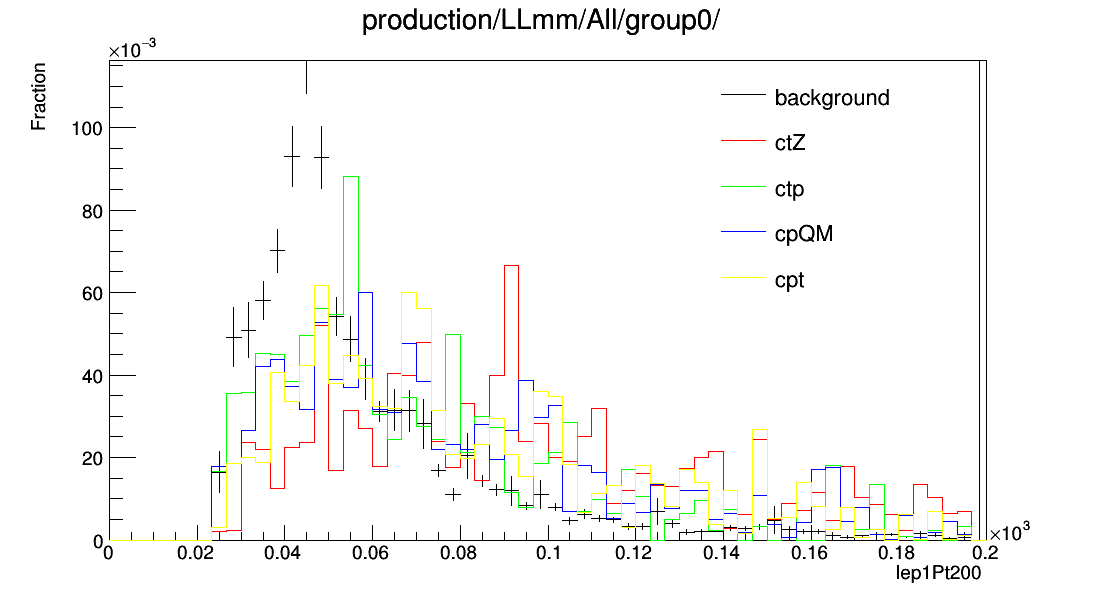 production/LLmm/All/group0/
×10⁻³
Fraction
100
80
60
40
20
0
background
ctZ
ctp
cpQM
cpt
0 0.02 0.04 0.06 0.08 0.1 0.12 0.14 0.16 0.18 0.2
×10³
lep1Pt200